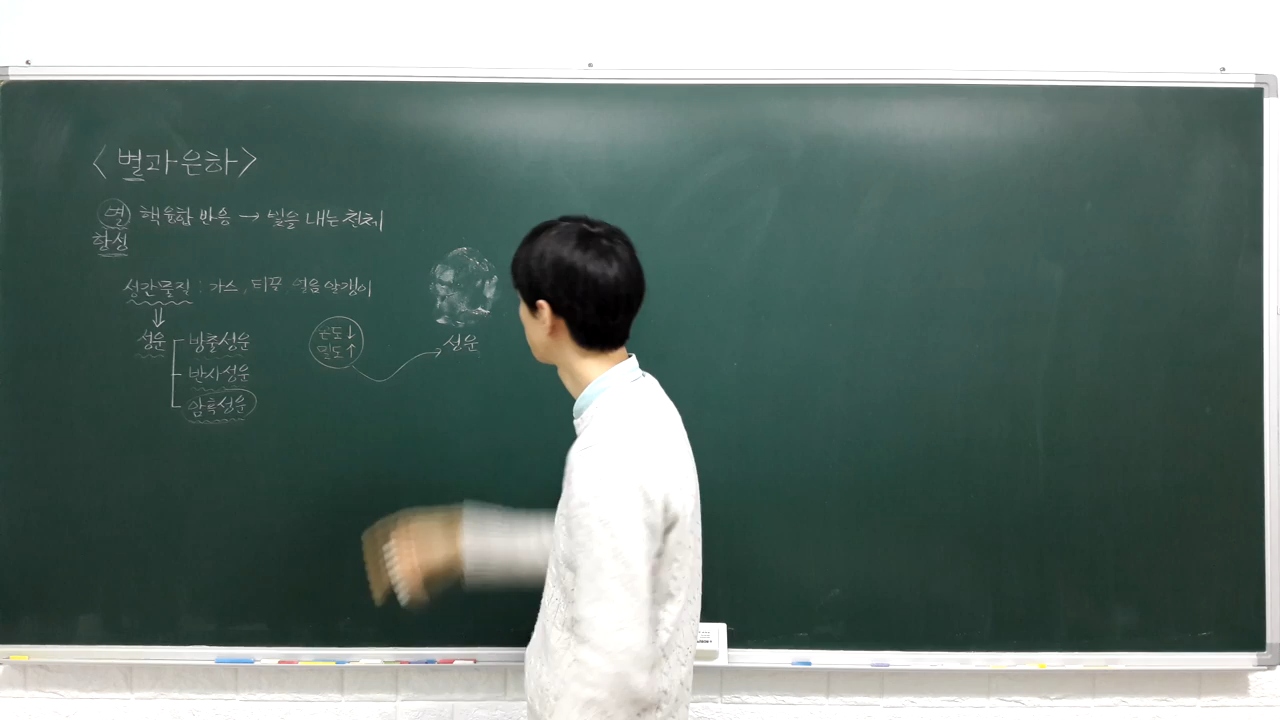 <별과 은하>
별 핵융합 반응 → 빛을 내는 천체
항성
성간물질 : 가스, 티끌 얼음 알갱이
⇓
성운 방출성운
반사성운
암흑성운
온도↓
밀도↑
성운